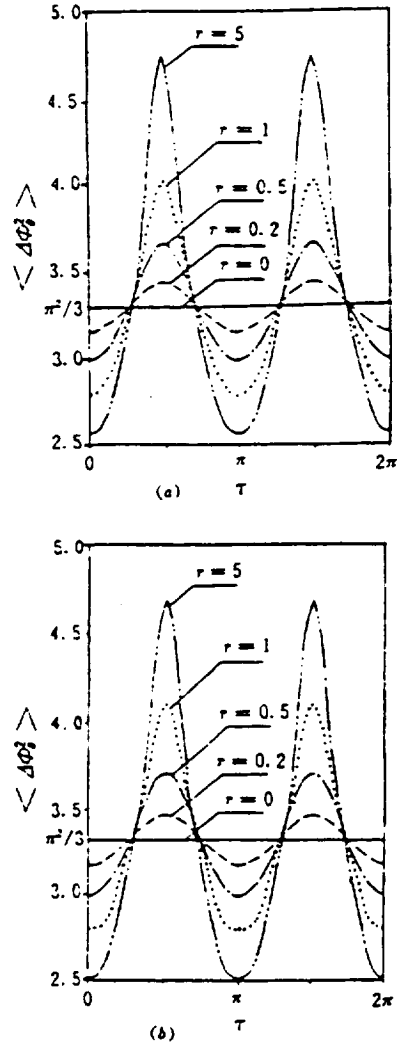 5.0
r = 5
4.5
r = 1
4.0
r = 0.5
r = 0.2
r = 0
< ΔΦ²_θ >
3.5
π²/3
3.0
2.5
0
π
2π
(a)
τ
5.0
r = 5
4.5
r = 1
4.0
r = 0.5
r = 0.2
r = 0
3.5
π²/3
3.0
2.5
0
π
2π
(b)
τ